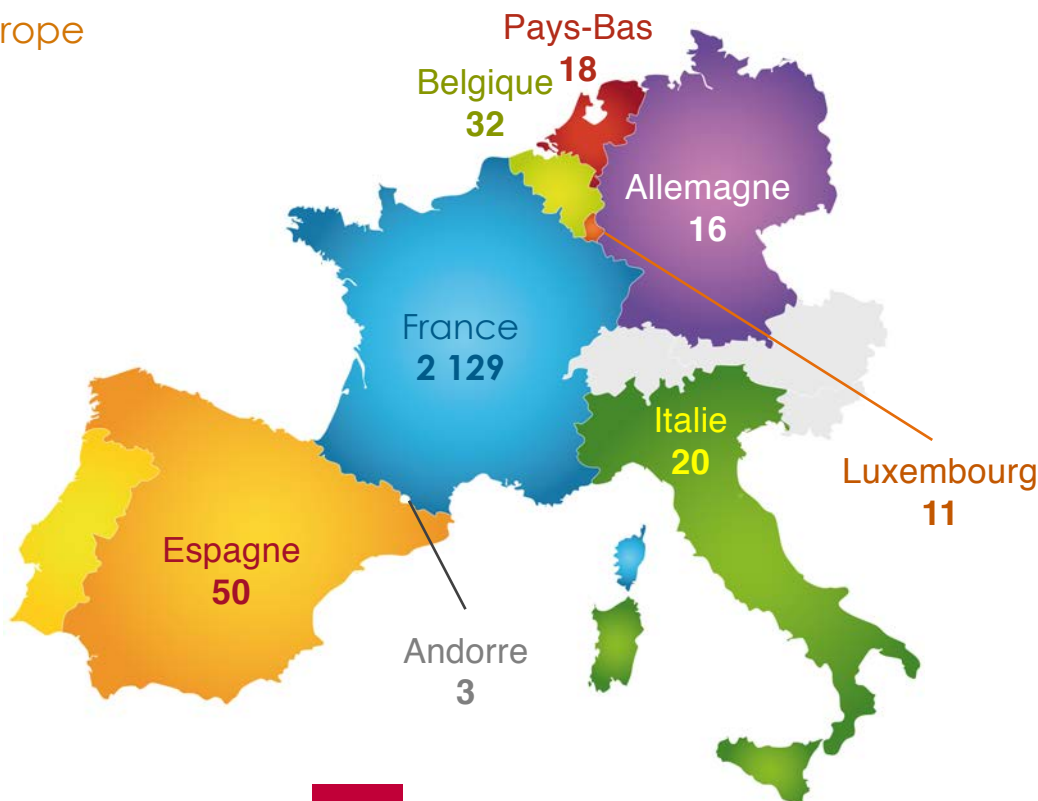 rope
Pays-Bas
18
Belgique
32
Allemagne
16
France
2 129
Italie
20
Luxembourg
11
Espagne
50
Andorre
3